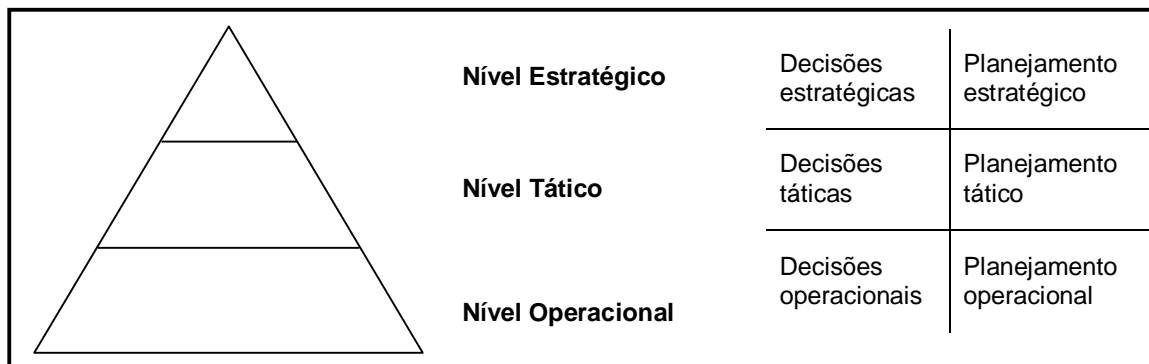 Nível Estratégico
Decisões
estratégicas
Planejamento
estratégico
Nível Tático
Decisões
táticas
Planejamento
tático
Nível Operacional
Decisões
operacionais
Planejamento
operacional